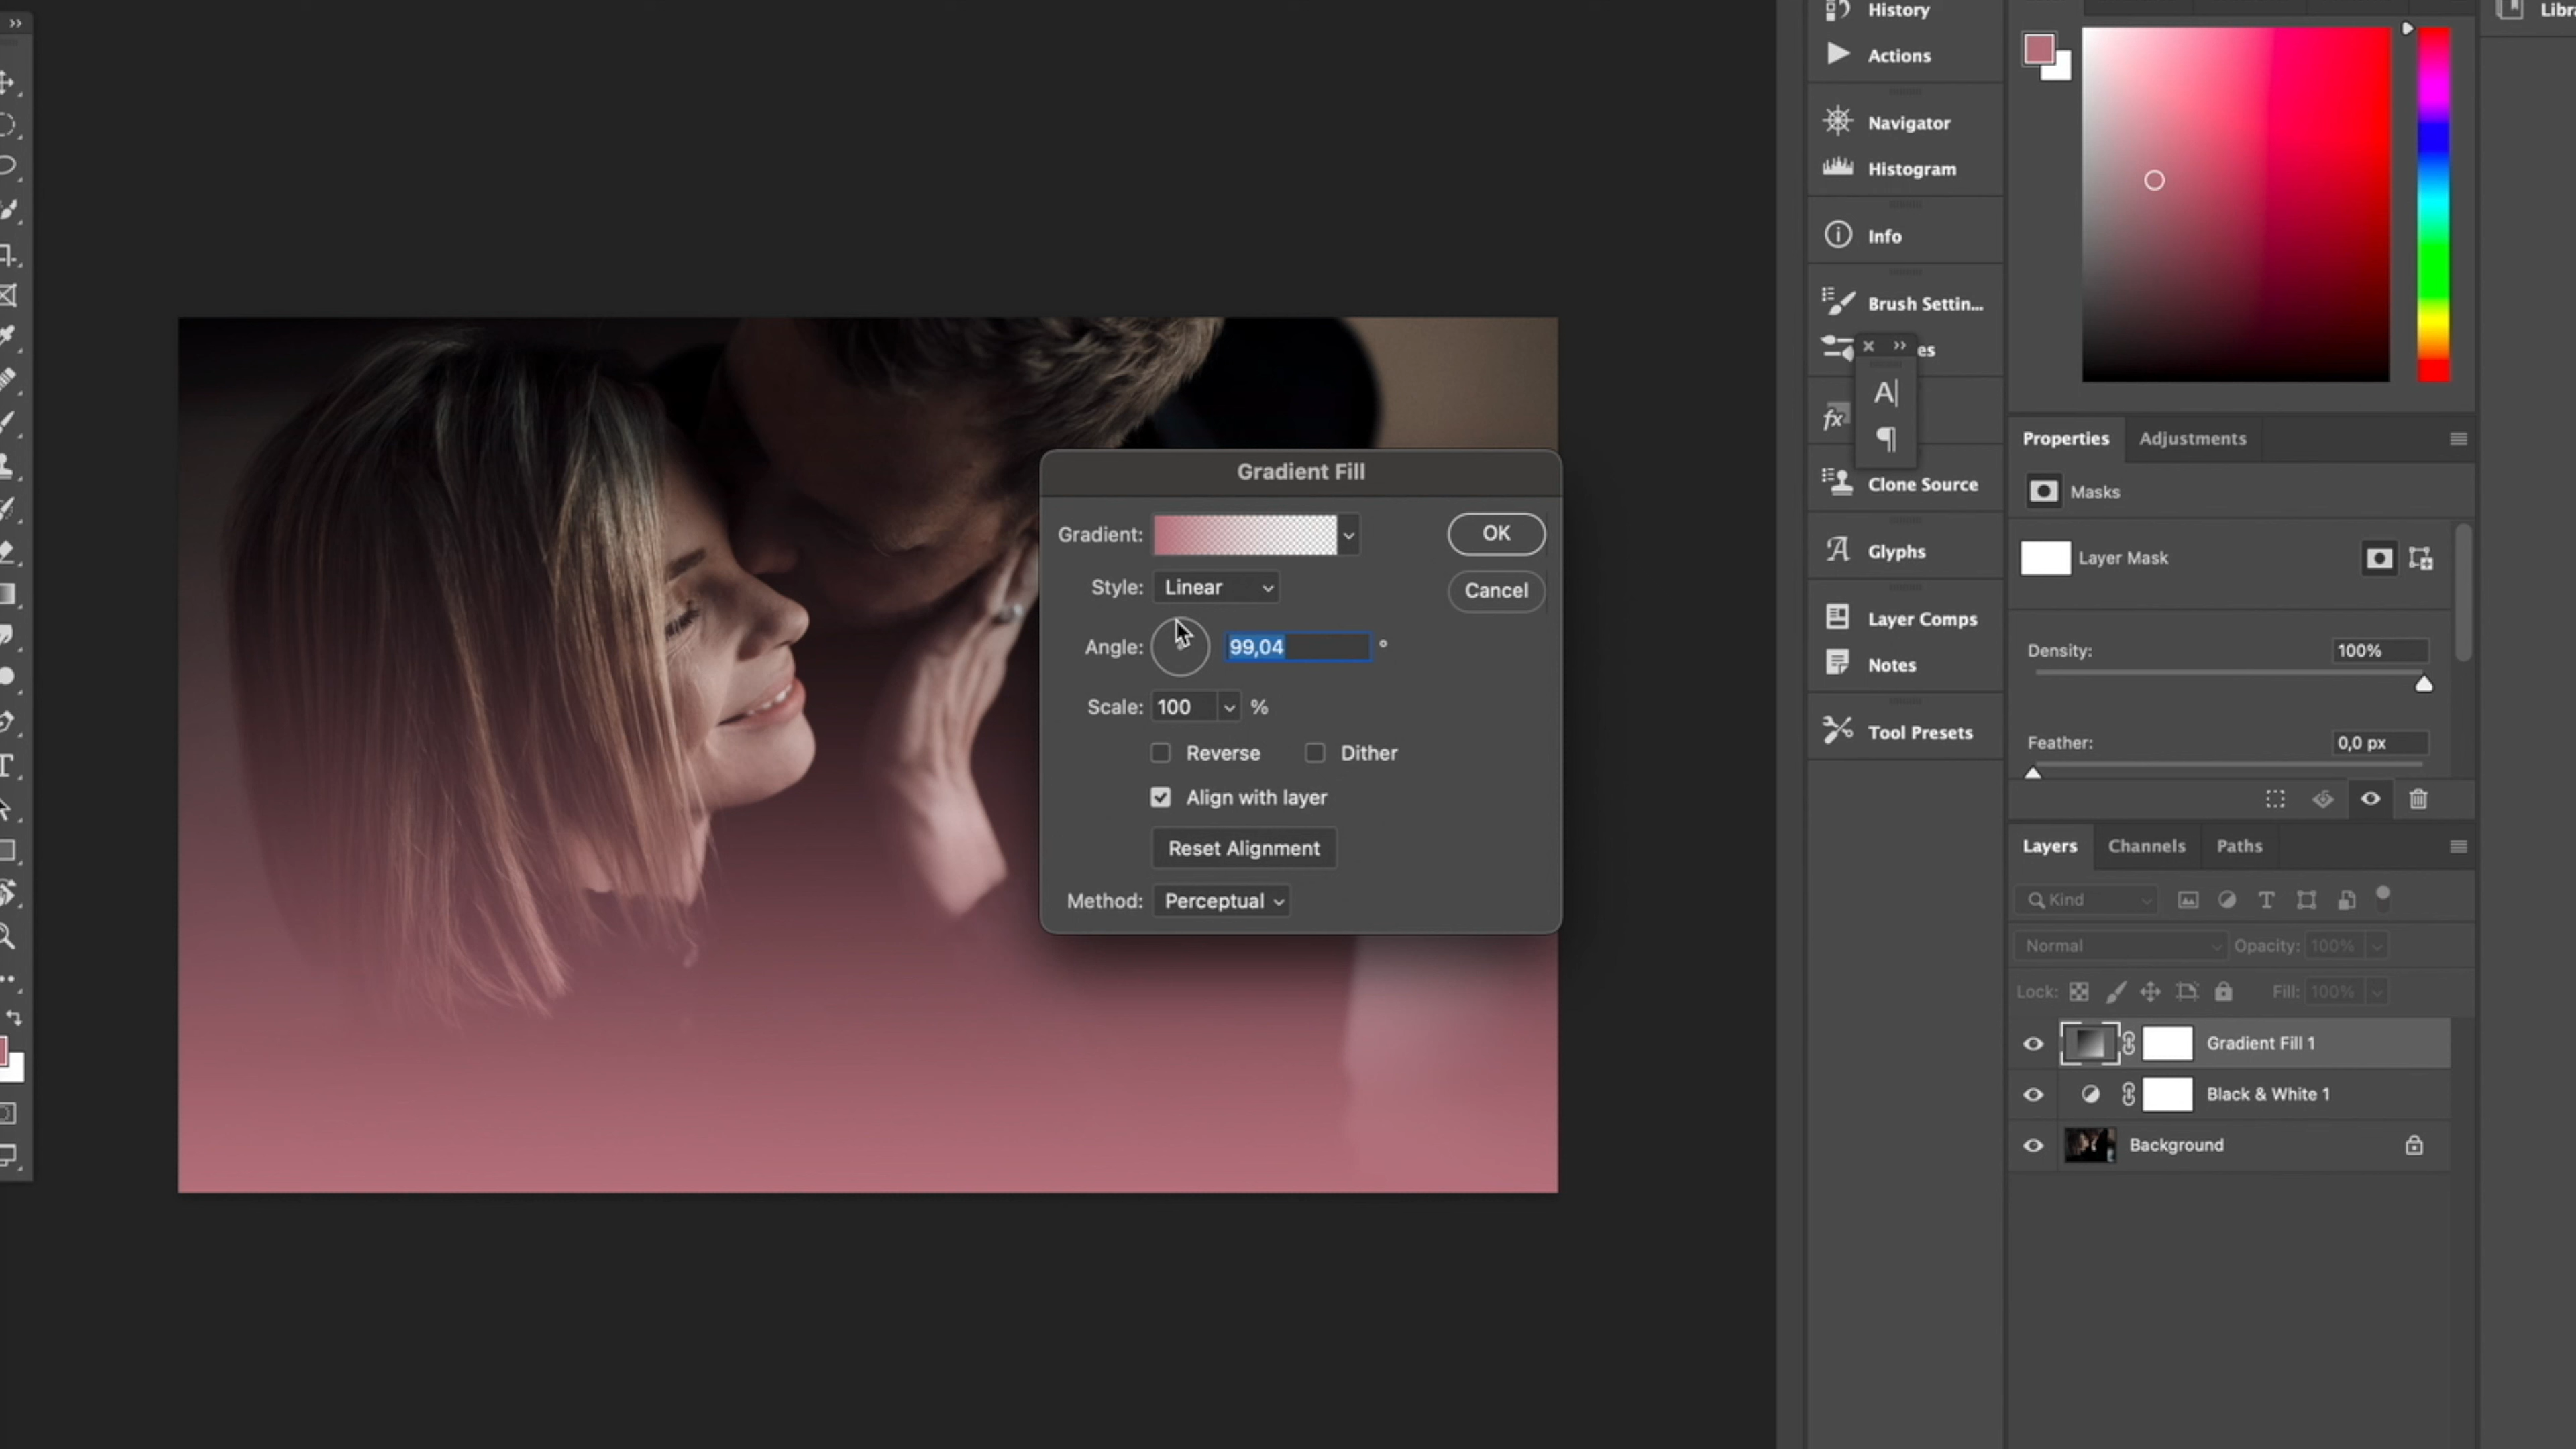 History
Actions
Navigator
Histogram
Info
Brush Settin...
es
A
¶
fx
Clone Source
Glyphs
Layer Comps
Notes
Tool Presets
Gradient Fill
Gradient:
OK
Style: Linear
Cancel
Angle: 99,04 °
Scale: 100 %
Reverse Dither
Align with layer
Reset Alignment
Method: Perceptual
Properties Adjustments
Masks
Layer Mask
Density: 100%
Feather: 0,0 px
Layers Channels Paths
Kind
Normal Opacity: 100%
Lock: Fill: 100%
Gradient Fill 1
Black & White 1
Background